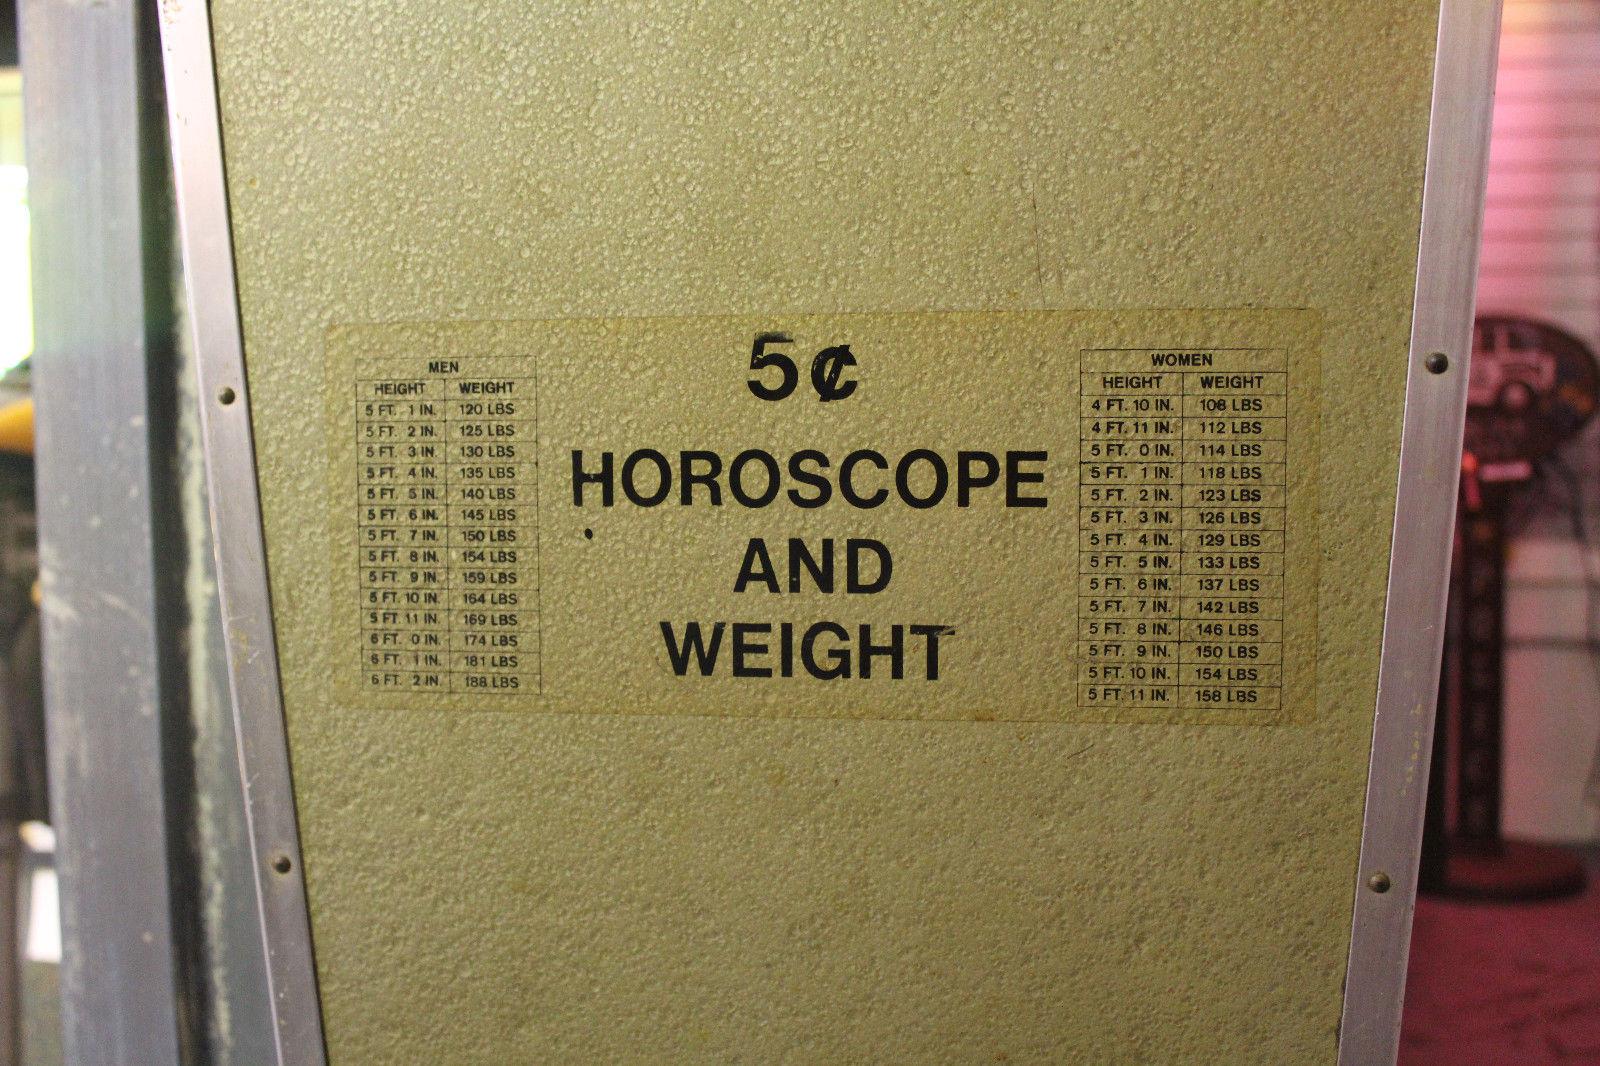 MEN
HEIGHT WEIGHT
5 FT. 1 IN. 120 LBS
5 FT. 2 IN. 125 LBS
5 FT. 3 IN. 130 LBS
5 FT. 4 IN. 135 LBS
5 FT. 5 IN. 140 LBS
5 FT. 6 IN. 145 LBS
5 FT. 7 IN. 150 LBS
5 FT. 8 IN. 154 LBS
5 FT. 9 IN. 159 LBS
5 FT. 10 IN. 164 LBS
5 FT. 11 IN. 169 LBS
6 FT. 0 IN. 174 LBS
6 FT. 1 IN. 181 LBS
6 FT. 2 IN. 188 LBS
5¢
HOROSCOPE
AND
WEIGHT
WOMEN
HEIGHT WEIGHT
4 FT. 10 IN. 108 LBS
4 FT. 11 IN. 112 LBS
5 FT. 0 IN. 114 LBS
5 FT. 1 IN. 118 LBS
5 FT. 2 IN. 123 LBS
5 FT. 3 IN. 126 LBS
5 FT. 4 IN. 129 LBS
5 FT. 5 IN. 133 LBS
5 FT. 6 IN. 137 LBS
5 FT. 7 IN. 142 LBS
5 FT. 8 IN. 146 LBS
5 FT. 9 IN. 150 LBS
5 FT. 10 IN. 154 LBS
5 FT. 11 IN. 158 LBS